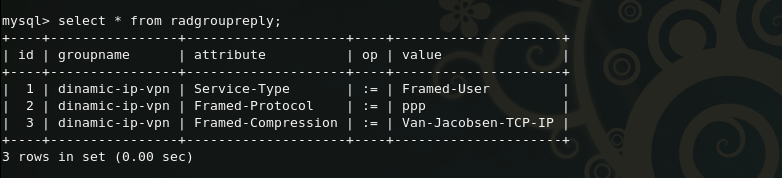 mysql> select * from radgroupreply;
+----+----------------+--------------------+----+---------------------+
| id | groupname      | attribute          | op | value               |
+----+----------------+--------------------+----+---------------------+
|  1 | dinamic-ip-vpn | Service-Type       | := | Framed-User         |
|  2 | dinamic-ip-vpn | Framed-Protocol    | := | ppp                 |
|  3 | dinamic-ip-vpn | Framed-Compression | := | Van-Jacobsen-TCP-IP |
+----+----------------+--------------------+----+---------------------+
3 rows in set (0.00 sec)